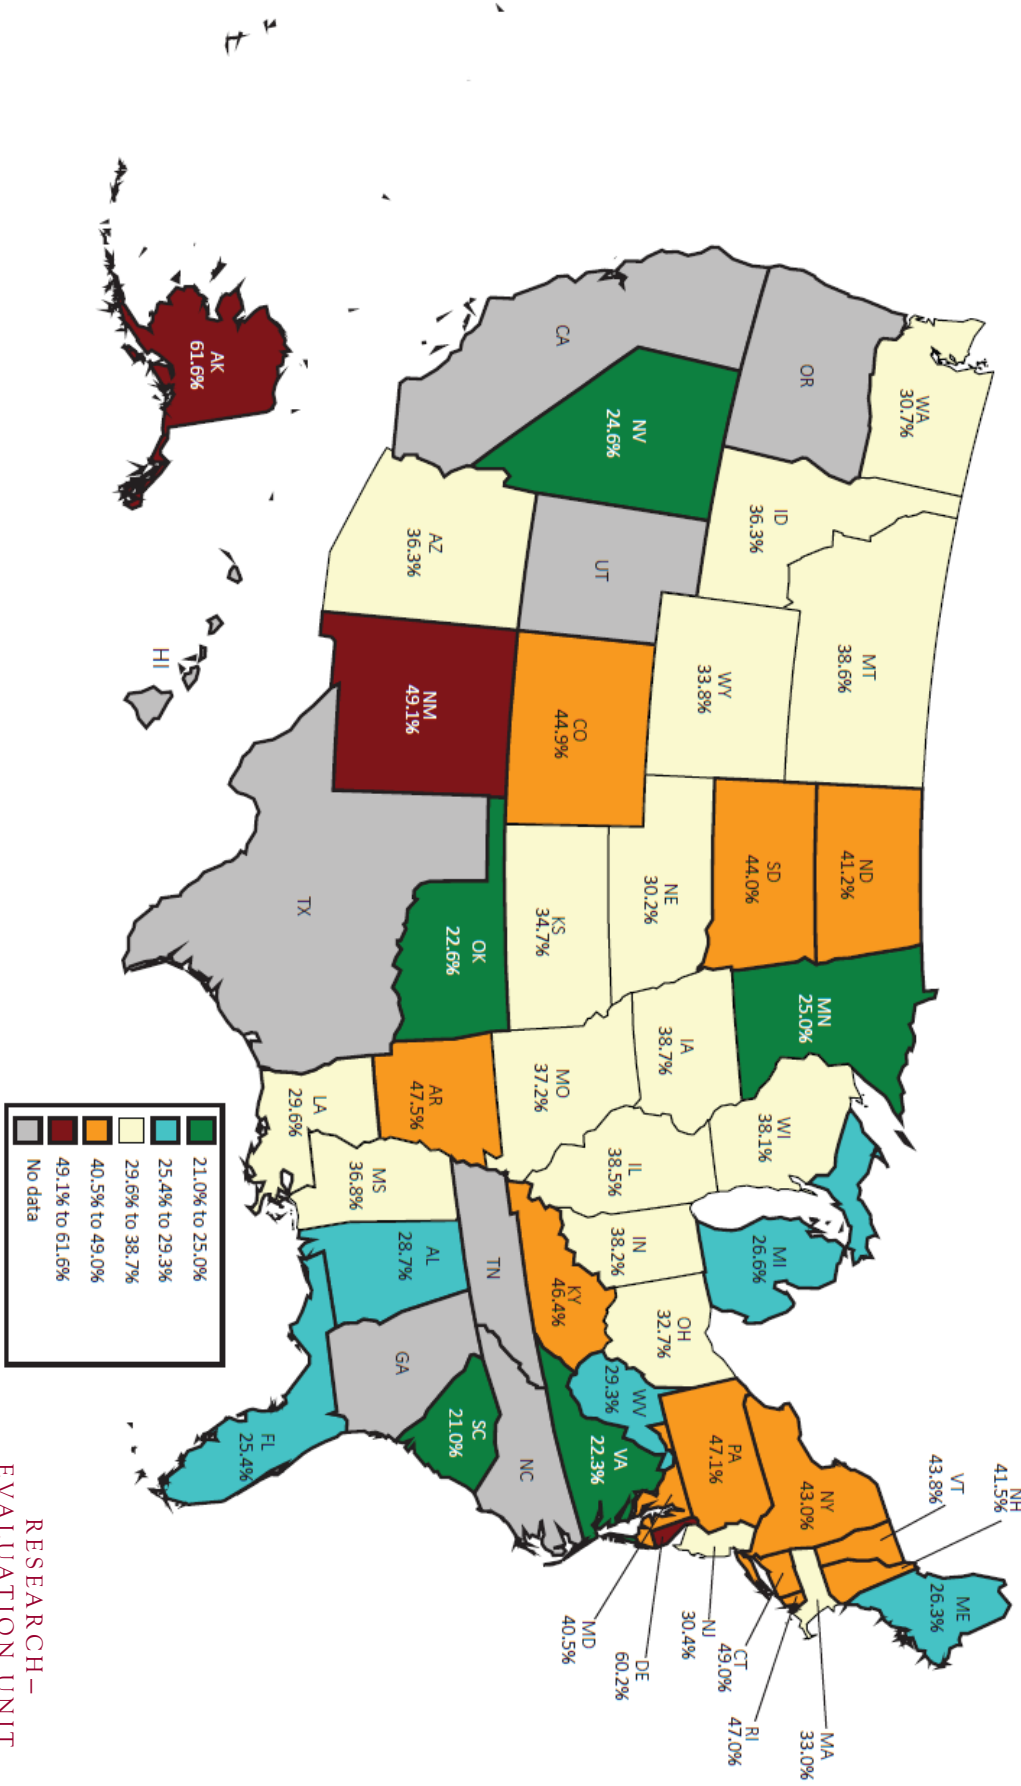 WA
30.7%
OR
CA
NV
24.6%
ID
36.3%
MT
38.6%
WY
33.8%
UT
AZ
36.3%
CO
44.9%
NM
49.1%
ND
41.2%
SD
44.0%
NE
30.2%
KS
34.7%
OK
22.6%
TX
MN
25.0%
IA
38.7%
MO
37.2%
AR
47.5%
LA
29.6%
WI
38.1%
IL
38.5%
MS
36.8%
MI
26.6%
IN
38.2%
KY
46.4%
TN
AL
28.7%
OH
32.7%
WV
29.3%
VA
22.3%
NC
SC
21.0%
GA
FL
25.4%
PA
47.1%
NY
43.0%
VT
43.8%
NH
41.5%
ME
26.3%
MA
33.0%
RI
47.0%
CT
49.0%
NJ
30.4%
DE
60.2%
MD
40.5%
AK
61.6%
HI
21.0% to 25.0%
25.4% to 29.3%
29.6% to 38.7%
40.5% to 49.0%
49.1% to 61.6%
No data
RESEARCH–
EVALUATION UNIT